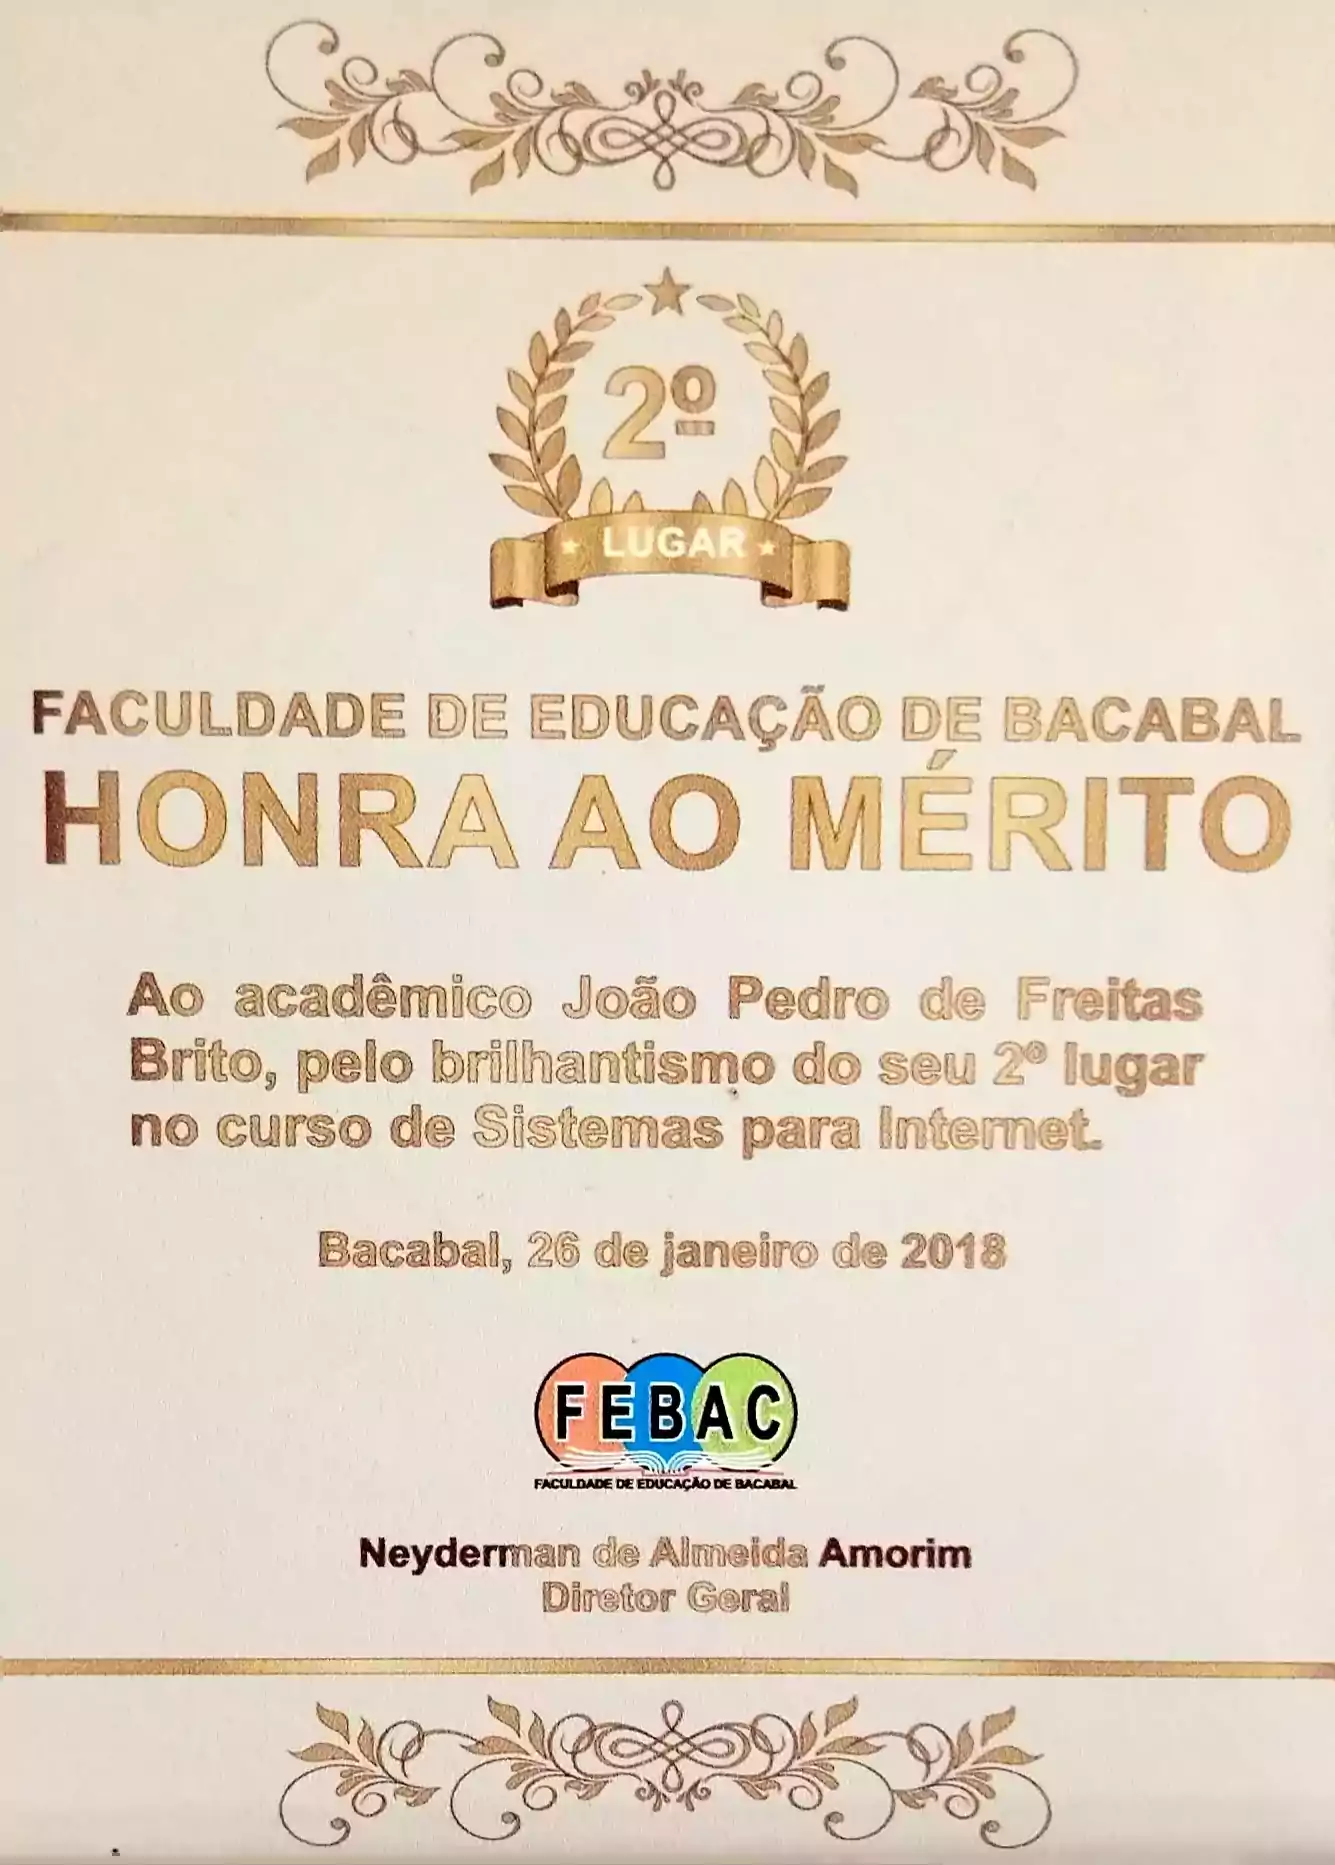 2º
LUGAR
FACULDADE DE EDUCAÇÃO DE BACABAL
HONRA AO MÉRITO
Ao acadêmico João Pedro de Freitas
Brito, pelo brilhantismo do seu 2º lugar
no curso de Sistemas para Internet.
Bacabal, 26 de janeiro de 2018
FEBAC
FACULDADE DE EDUCAÇÃO DE BACABAL
Neyderman de Almeida Amorim
Diretor Geral